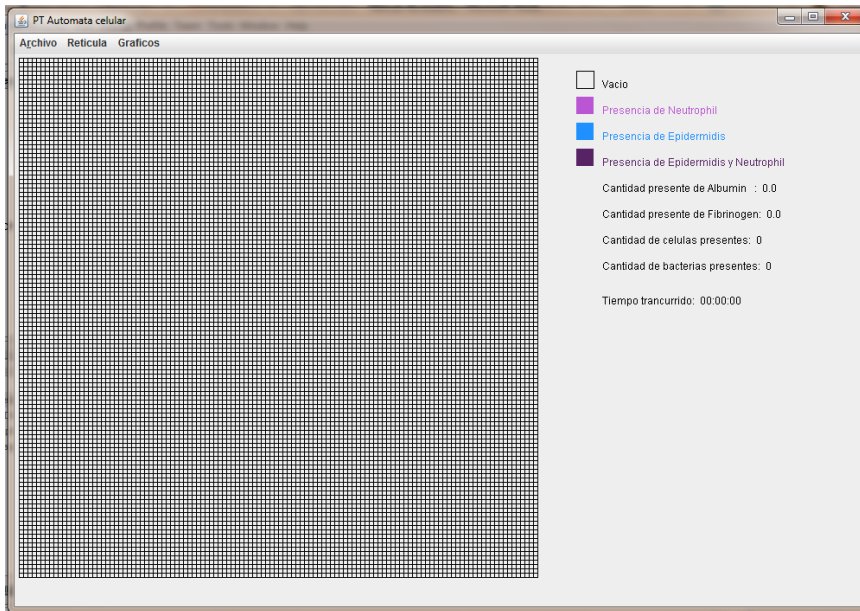 PT Automata celular
Archivo Reticula Graficos
Vacio
Presencia de Neutrophil
Presencia de Epidermidis
Presencia de Epidermidis y Neutrophil
Cantidad presente de Albumin : 0.0
Cantidad presente de Fibrinogen: 0.0
Cantidad de celulas presentes: 0
Cantidad de bacterias presentes: 0
Tiempo trancurrido: 00:00:00